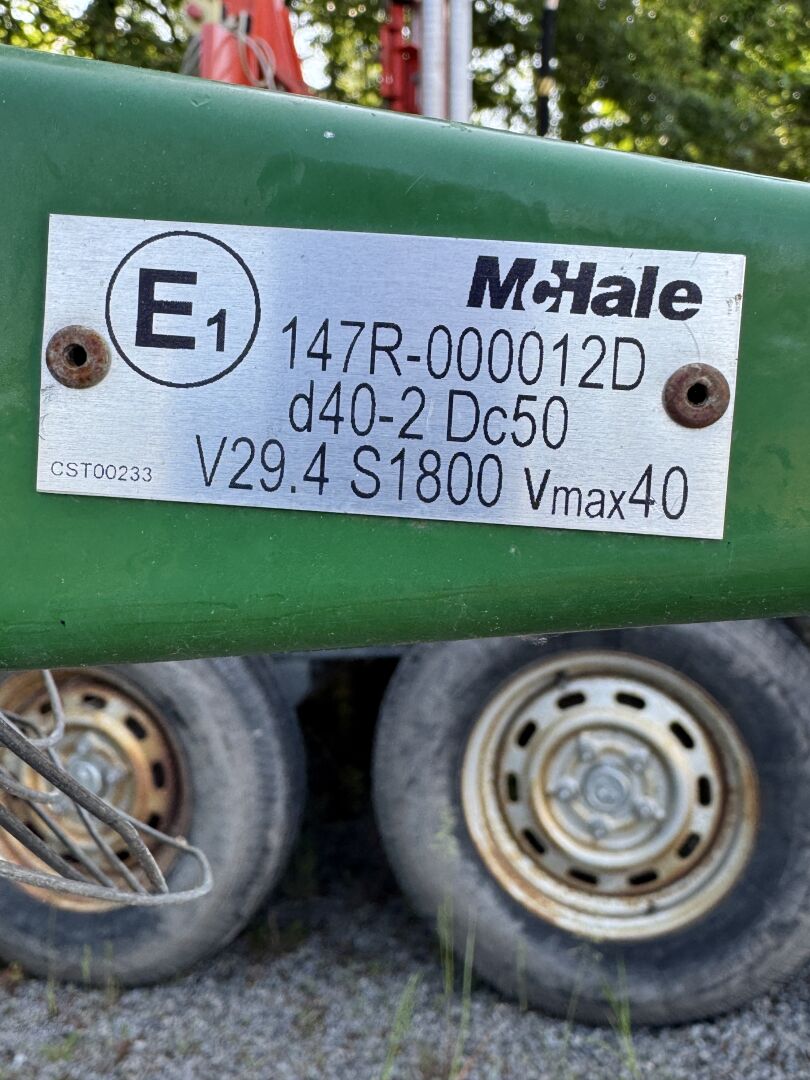 E1
McHale
147R-000012D
d40-2 Dc50
V29.4 S1800 Vmax40
CST00233